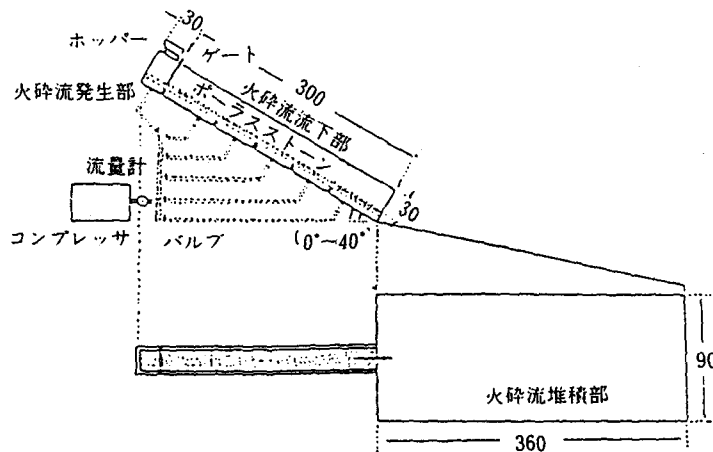 30
ホッパー
ゲート
300
火砕流発生部
火砕流流下部
ポーラスストーン
流量計
30
コンプレッサ
バルブ
(0°~40°
90
火砕流堆積部
360